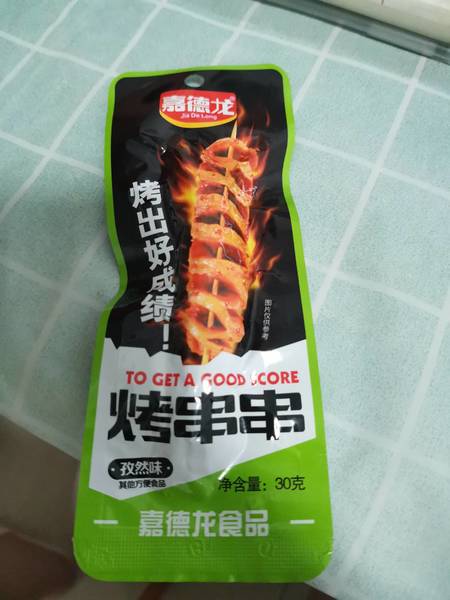 嘉德龙®
Jia De Long
烤出好成绩！
图片仅供参考
TO GET A GOOD SCORE
烤串串
·孜然味·
其他方便食品
净含量：30克
嘉德龙食品